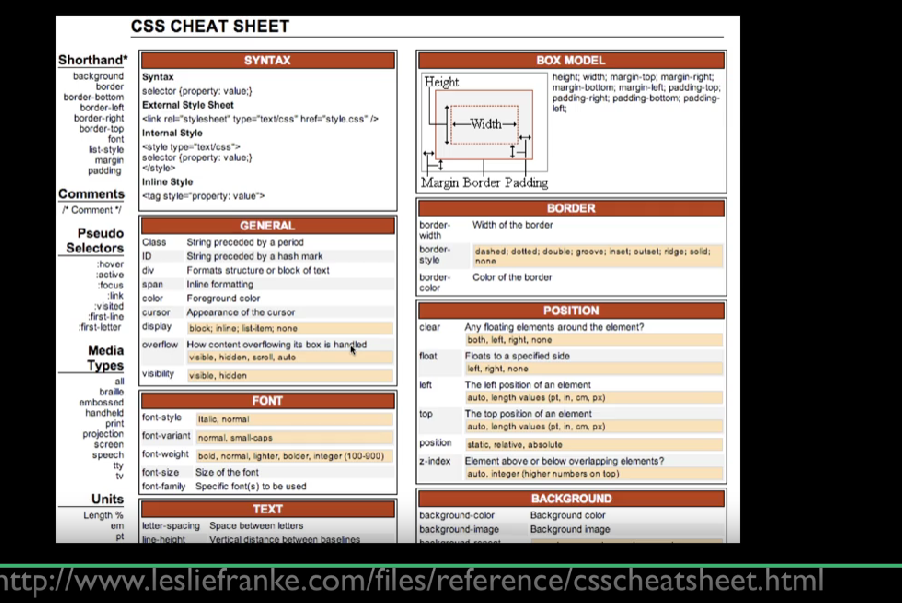 CSS CHEAT SHEET
Shorthand*
background
border
border-bottom
border-left
border-right
border-top
font
list-style
margin
padding
Comments
/* Comment */
Pseudo
Selectors
:hover
:active
:focus
:link
:visited
:first-line
:first-letter
Media
Types
all
braille
embossed
handheld
print
projection
screen
speech
tty
tv
Units
Length %
em
pt
SYNTAX
Syntax
selector {property: value;}
External Style Sheet
<link rel="stylesheet" type="text/css" href="style.css" />
Internal Style
<style type="text/css">
selector {property: value;}
</style>
Inline Style
<tag style="property: value">
GENERAL
Class String preceded by a period
ID String preceded by a hash mark
div Formats structure or block of text
span Inline formatting
color Foreground color
cursor Appearance of the cursor
display block; inline; list-item; none
overflow How content overflowing its box is handled
visible, hidden, scroll, auto
visibility visible, hidden
FONT
font-style Italic, normal
font-variant normal, small-caps
font-weight bold, normal, lighter, bolder, integer (100-900)
font-size Size of the font
font-family Specific font(s) to be used
TEXT
letter-spacing Space between letters
line-height Vertical distance between baselines
BOX MODEL
Height
Width
Margin Border Padding
height; width; margin-top; margin-right;
margin-bottom; margin-left; padding-top;
padding-right; padding-bottom; padding-
left;
BORDER
border-
width Width of the border
border-
style dashed; dotted; double; groove; inset; outset; ridge; solid;
none
border-
color Color of the border
POSITION
clear Any floating elements around the element?
both, left, right, none
float Floats to a specified side
left, right, none
left The left position of an element
auto, length values (pt, in, cm, px)
top The top position of an element
auto, length values (pt, in, cm, px)
position static, relative, absolute
z-index Element above or below overlapping elements?
auto, integer (higher numbers on top)
BACKGROUND
background-color Background color
background-image Background image
background-repeat
http://www.lesliefranke.com/files/reference/csscheatsheet.html